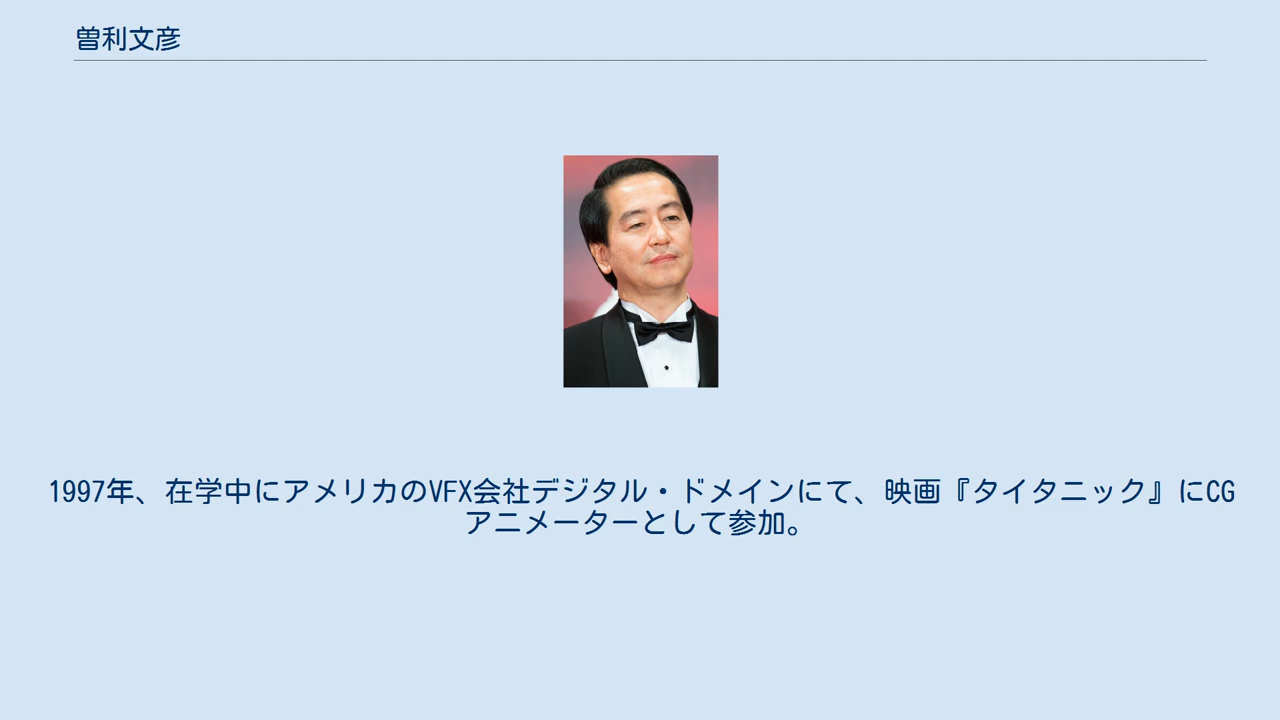 曽利文彦
1997年、在学中にアメリカのVFX会社デジタル・ドメインにて、映画『タイタニック』にCG
アニメーターとして参加。